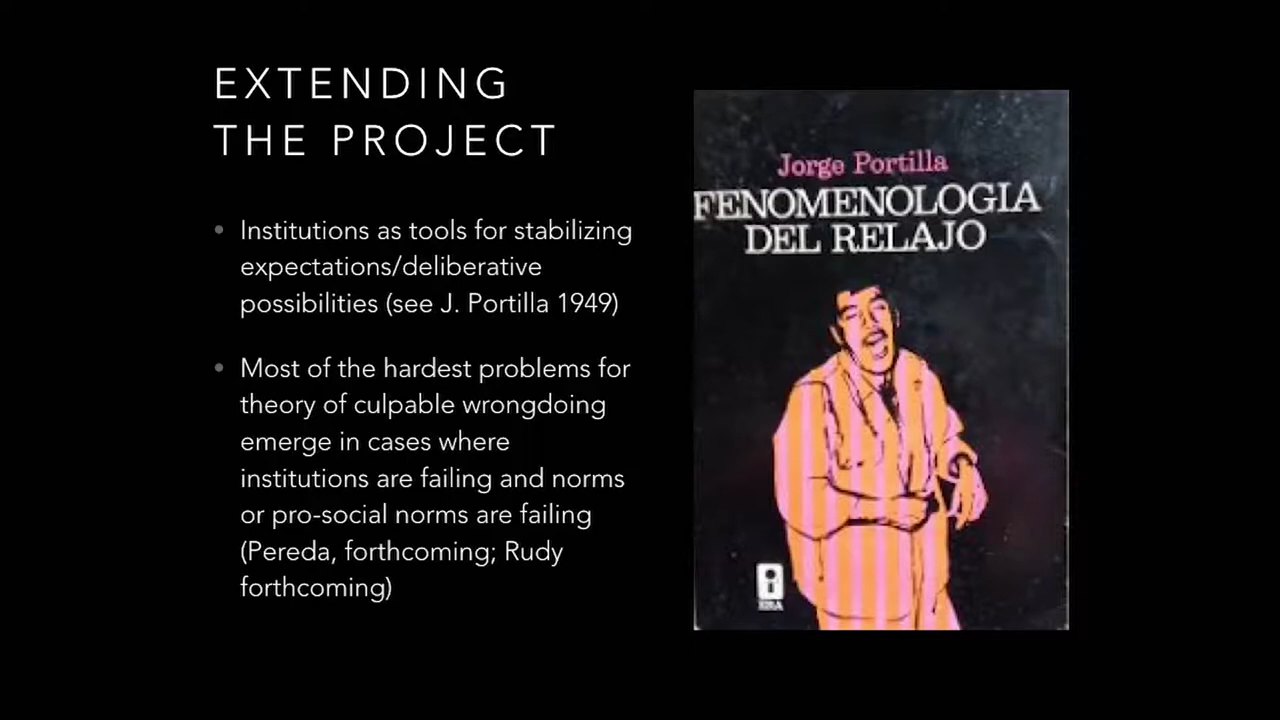 EXTENDING
THE PROJECT
• Institutions as tools for stabilizing
expectations/deliberative
possibilities (see J. Portilla 1949)
• Most of the hardest problems for
theory of culpable wrongdoing
emerge in cases where
institutions are failing and norms
or pro-social norms are failing
(Pereda, forthcoming; Rudy
forthcoming)
Jorge Portilla
FENOMENOLOGIA
DEL RELAJO
ERA